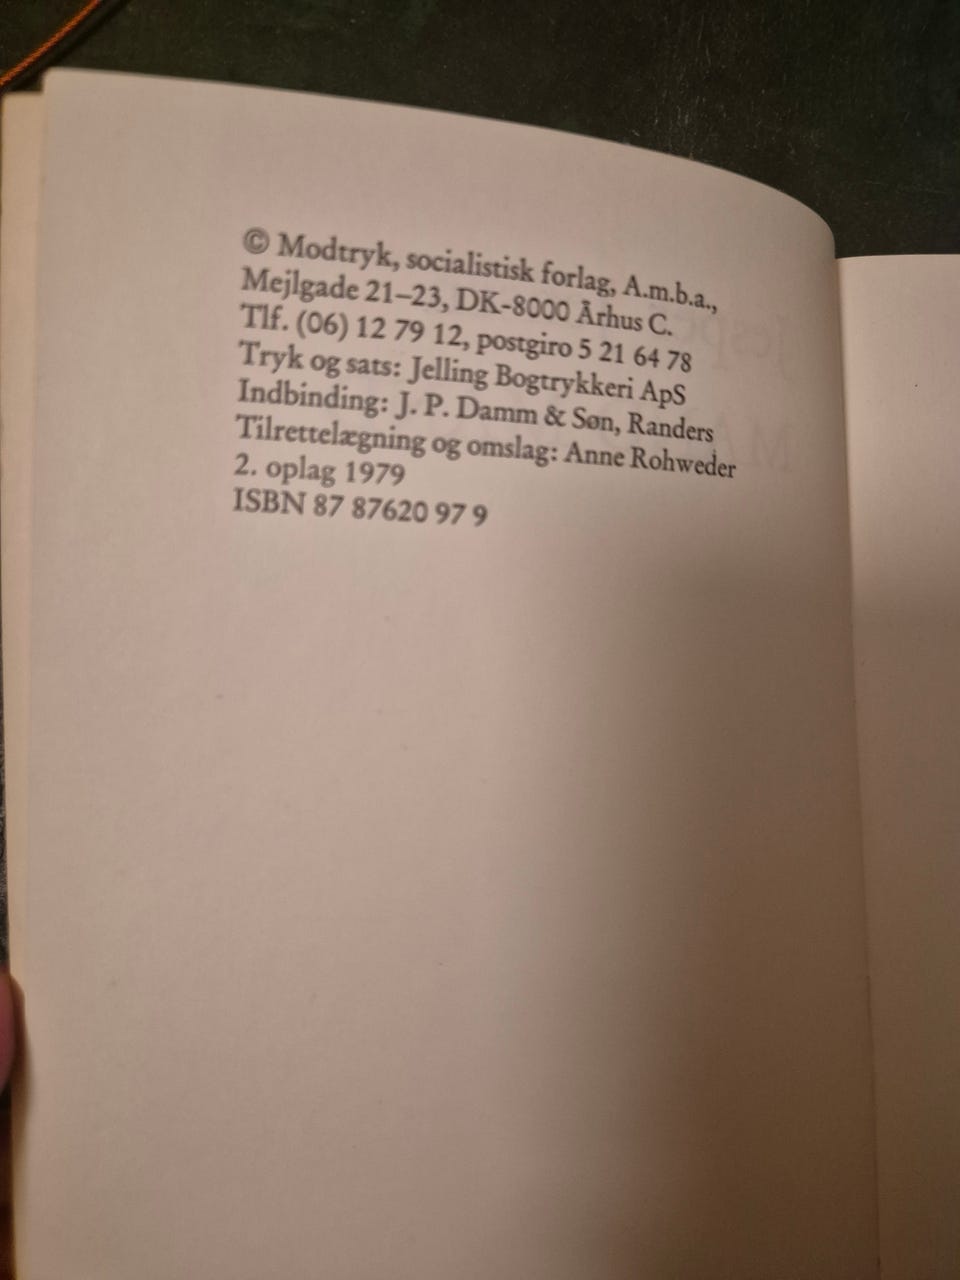 © Modtryk, socialistisk forlag, A.m.b.a.,
Mejlgade 21–23, DK-8000 Århus C.
Tlf. (06) 12 79 12, postgiro 5 21 64 78
Tryk og sats: Jelling Bogtrykkeri ApS
Indbinding: J. P. Damm & Søn, Randers
Tilrettelægning og omslag: Anne Rohweder
2. oplag 1979
ISBN 87 87620 97 9